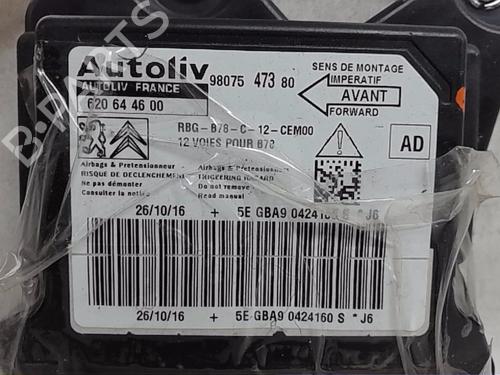 Autoliv
AUTOLIV FRANCE
98075 473 80
SENS DE MONTAGE
IMPERATIF
AVANT
FORWARD
620 64 46 00
RBG-B78-C-12-CEM00
12 VOIES POUR B78
AD
Airbags & Pretensionneur
RISQUE DE DECLENCHEMENT
Ne pas démonter
Consulter la notice
Airbags & Pretensionner
TRIGGERING HAZARD
Do not remove
Read manual
26/10/16 + 5E GBA9 0424160 S *J6
26/10/16 + 5E GBA9 0424160 S *J6
B-PARTS